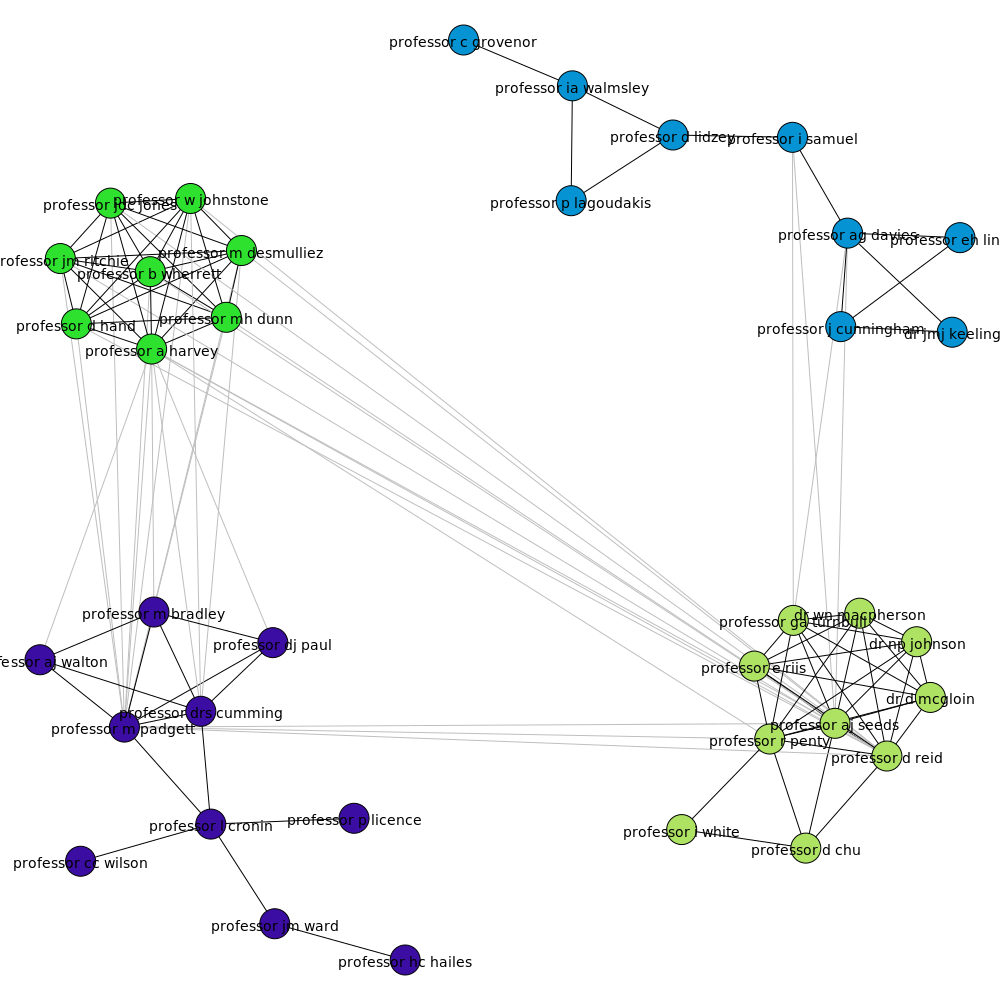 professor c grovenor
professor ia walmsley
professor d lidzey
professor i samuel
professor p lagoudakis
professor jdc jones
professor w johnstone
professor ag davies
professor eh lin
professor m desmulliez
rofessor jm ritchie
professor b wherrett
professor mh dunn
professor d hand
professor j cunningham
dr jmj keeling
professor a harvey
professor m bradley
dr wn macpherson
professor ga turnbull
professor dj paul
dr np johnson
fessor aj walton
professor e riis
dr d mcgloin
professor drs cumming
professor m padgett
professor aj seeds
professor r penty
professor d reid
professor l cronin
professor p licence
professor i white
professor d chu
professor cc wilson
professor jm ward
professor hc hailes